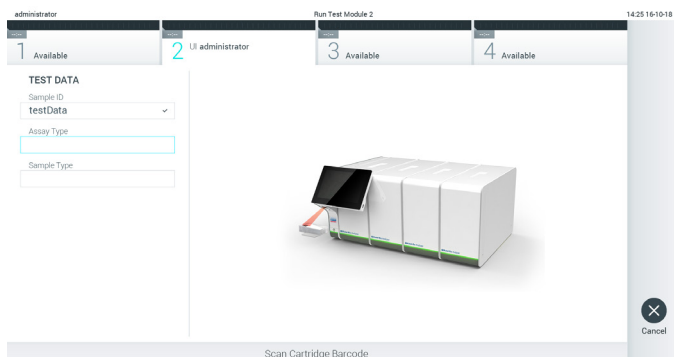 administrator
Run Test Module 2
14:25 16-10-18
--:--
--:--
--:--
--:--
1 Available
2 UI administrator
3 Available
4 Available
TEST DATA
Sample ID
testData
Assay Type
Sample Type
Cancel
Scan Cartridge Barcode